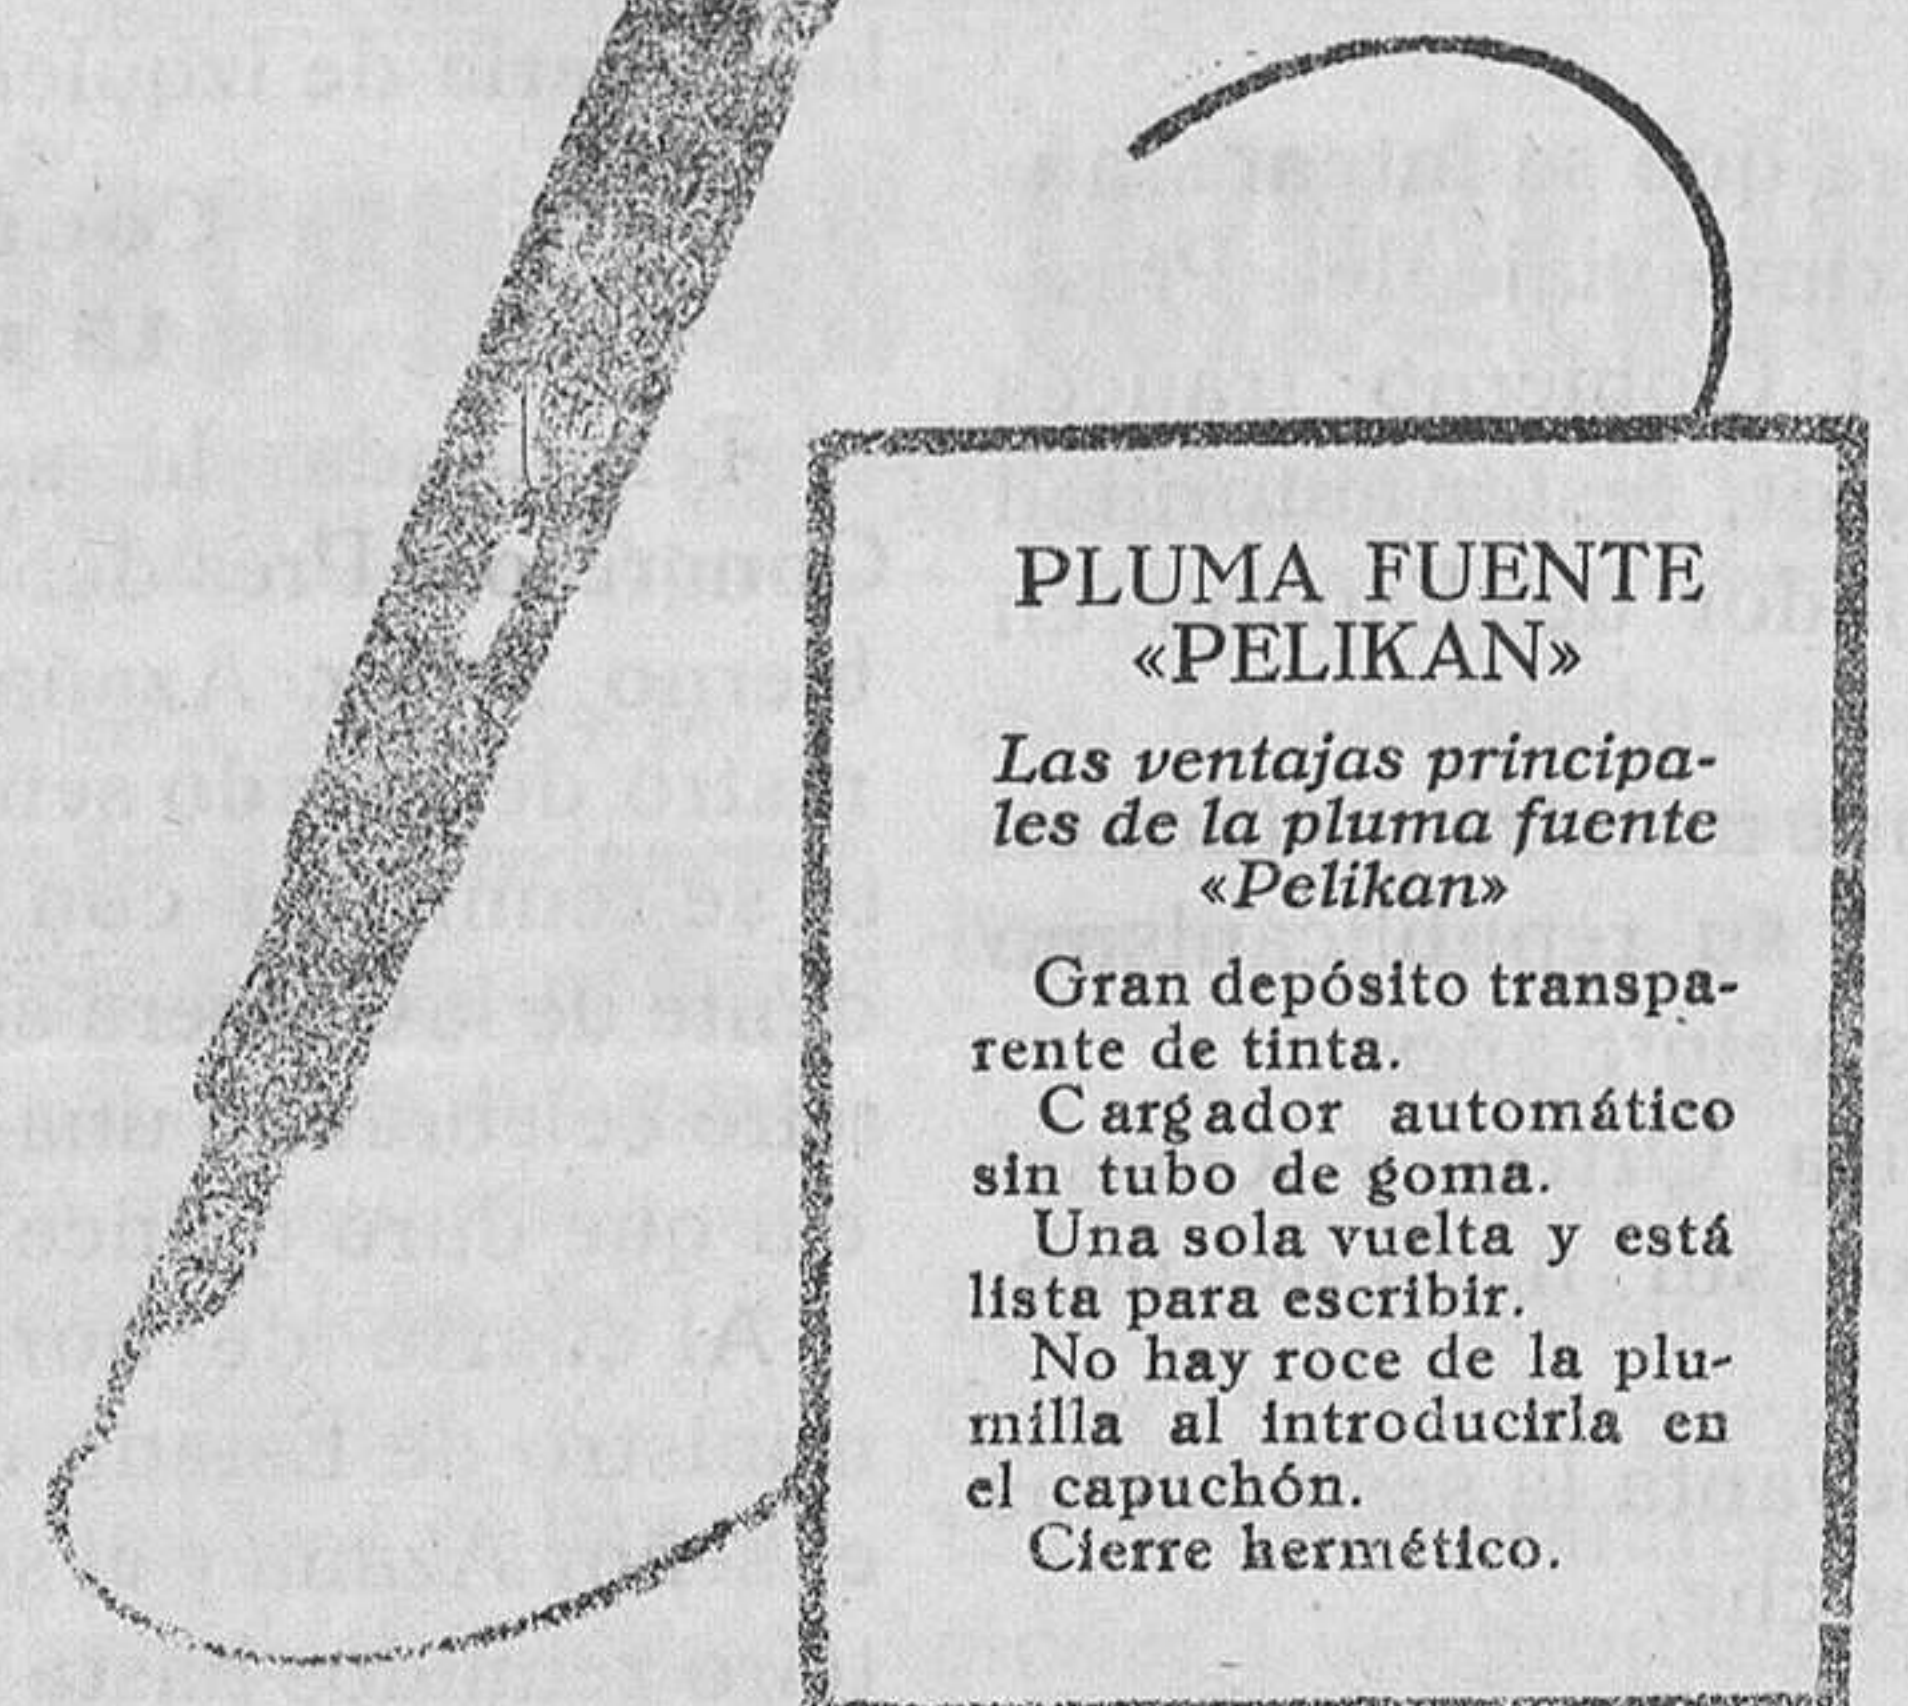 PLUMA FUENTE
«PELIKAN»
Las ventajas principa-
les de la pluma fuente
«Pelikan»
Gran depósito transpa-
rente de tinta.
Cargador automático
sin tubo de goma.
Una sola vuelta y está
lista para escribir.
No hay roce de la plu-
milla al introducirla en
el capuchón.
Cierre hermético.